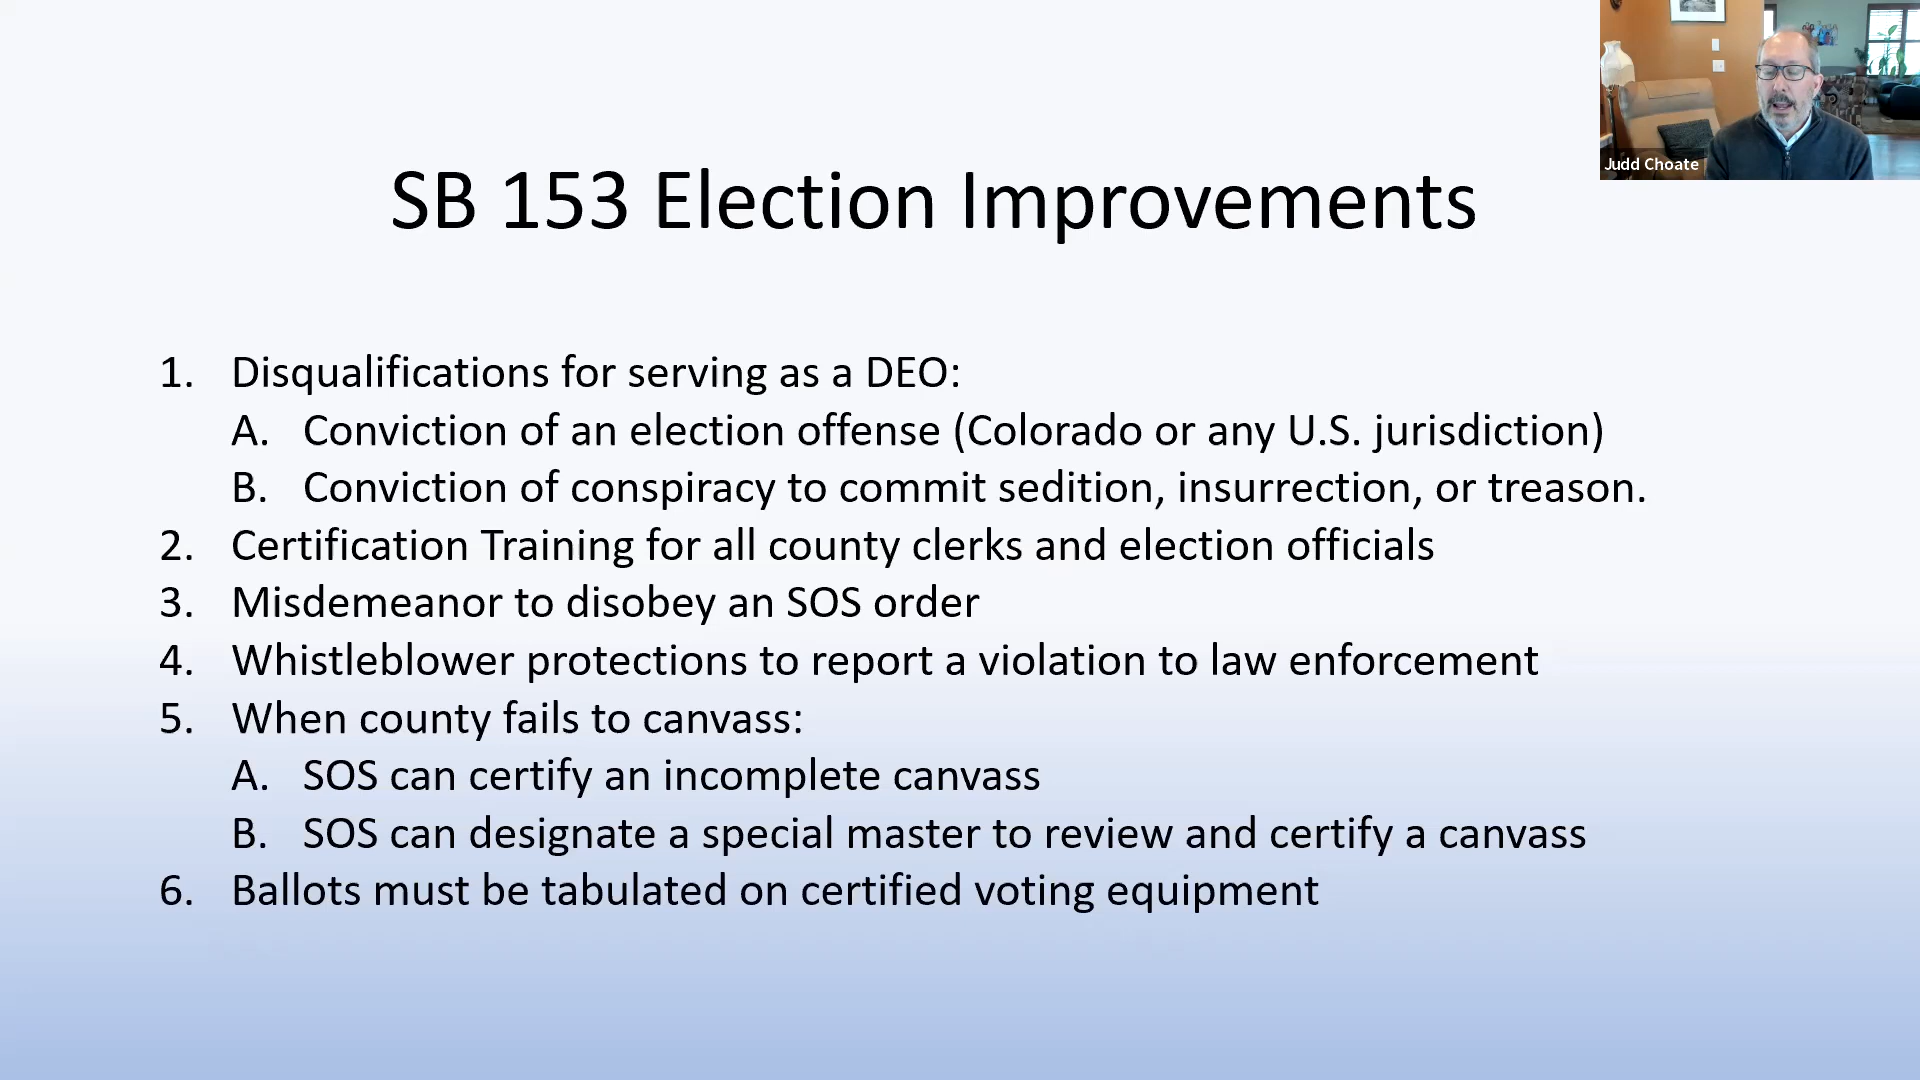 Judd Choate
SB 153 Election Improvements
1. Disqualifications for serving as a DEO:
A. Conviction of an election offense (Colorado or any U.S. jurisdiction)
B. Conviction of conspiracy to commit sedition, insurrection, or treason.
2. Certification Training for all county clerks and election officials
3. Misdemeanor to disobey an SOS order
4. Whistleblower protections to report a violation to law enforcement
5. When county fails to canvass:
A. SOS can certify an incomplete canvass
B. SOS can designate a special master to review and certify a canvass
6. Ballots must be tabulated on certified voting equipment